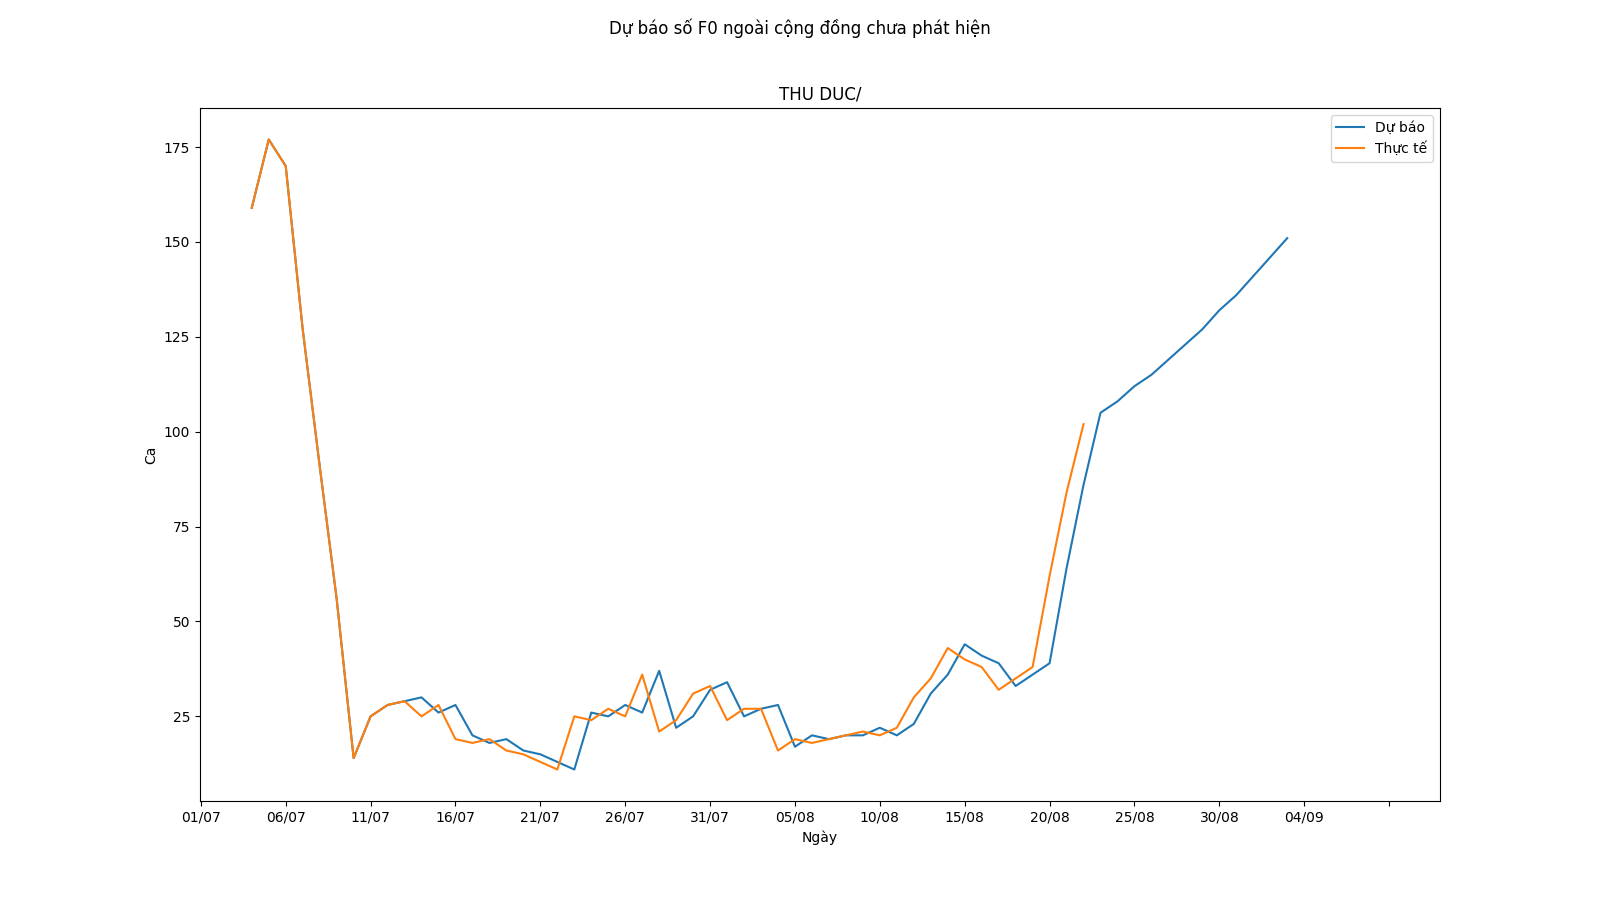 Dự báo số F0 ngoài cộng đồng chưa phát hiện
THU DUC/
Dự báo
Thực tế
175
150
125
100
75
50
25
Ca
01/07 06/07 11/07 16/07 21/07 26/07 31/07 05/08 10/08 15/08 20/08 25/08 30/08 04/09
Ngày